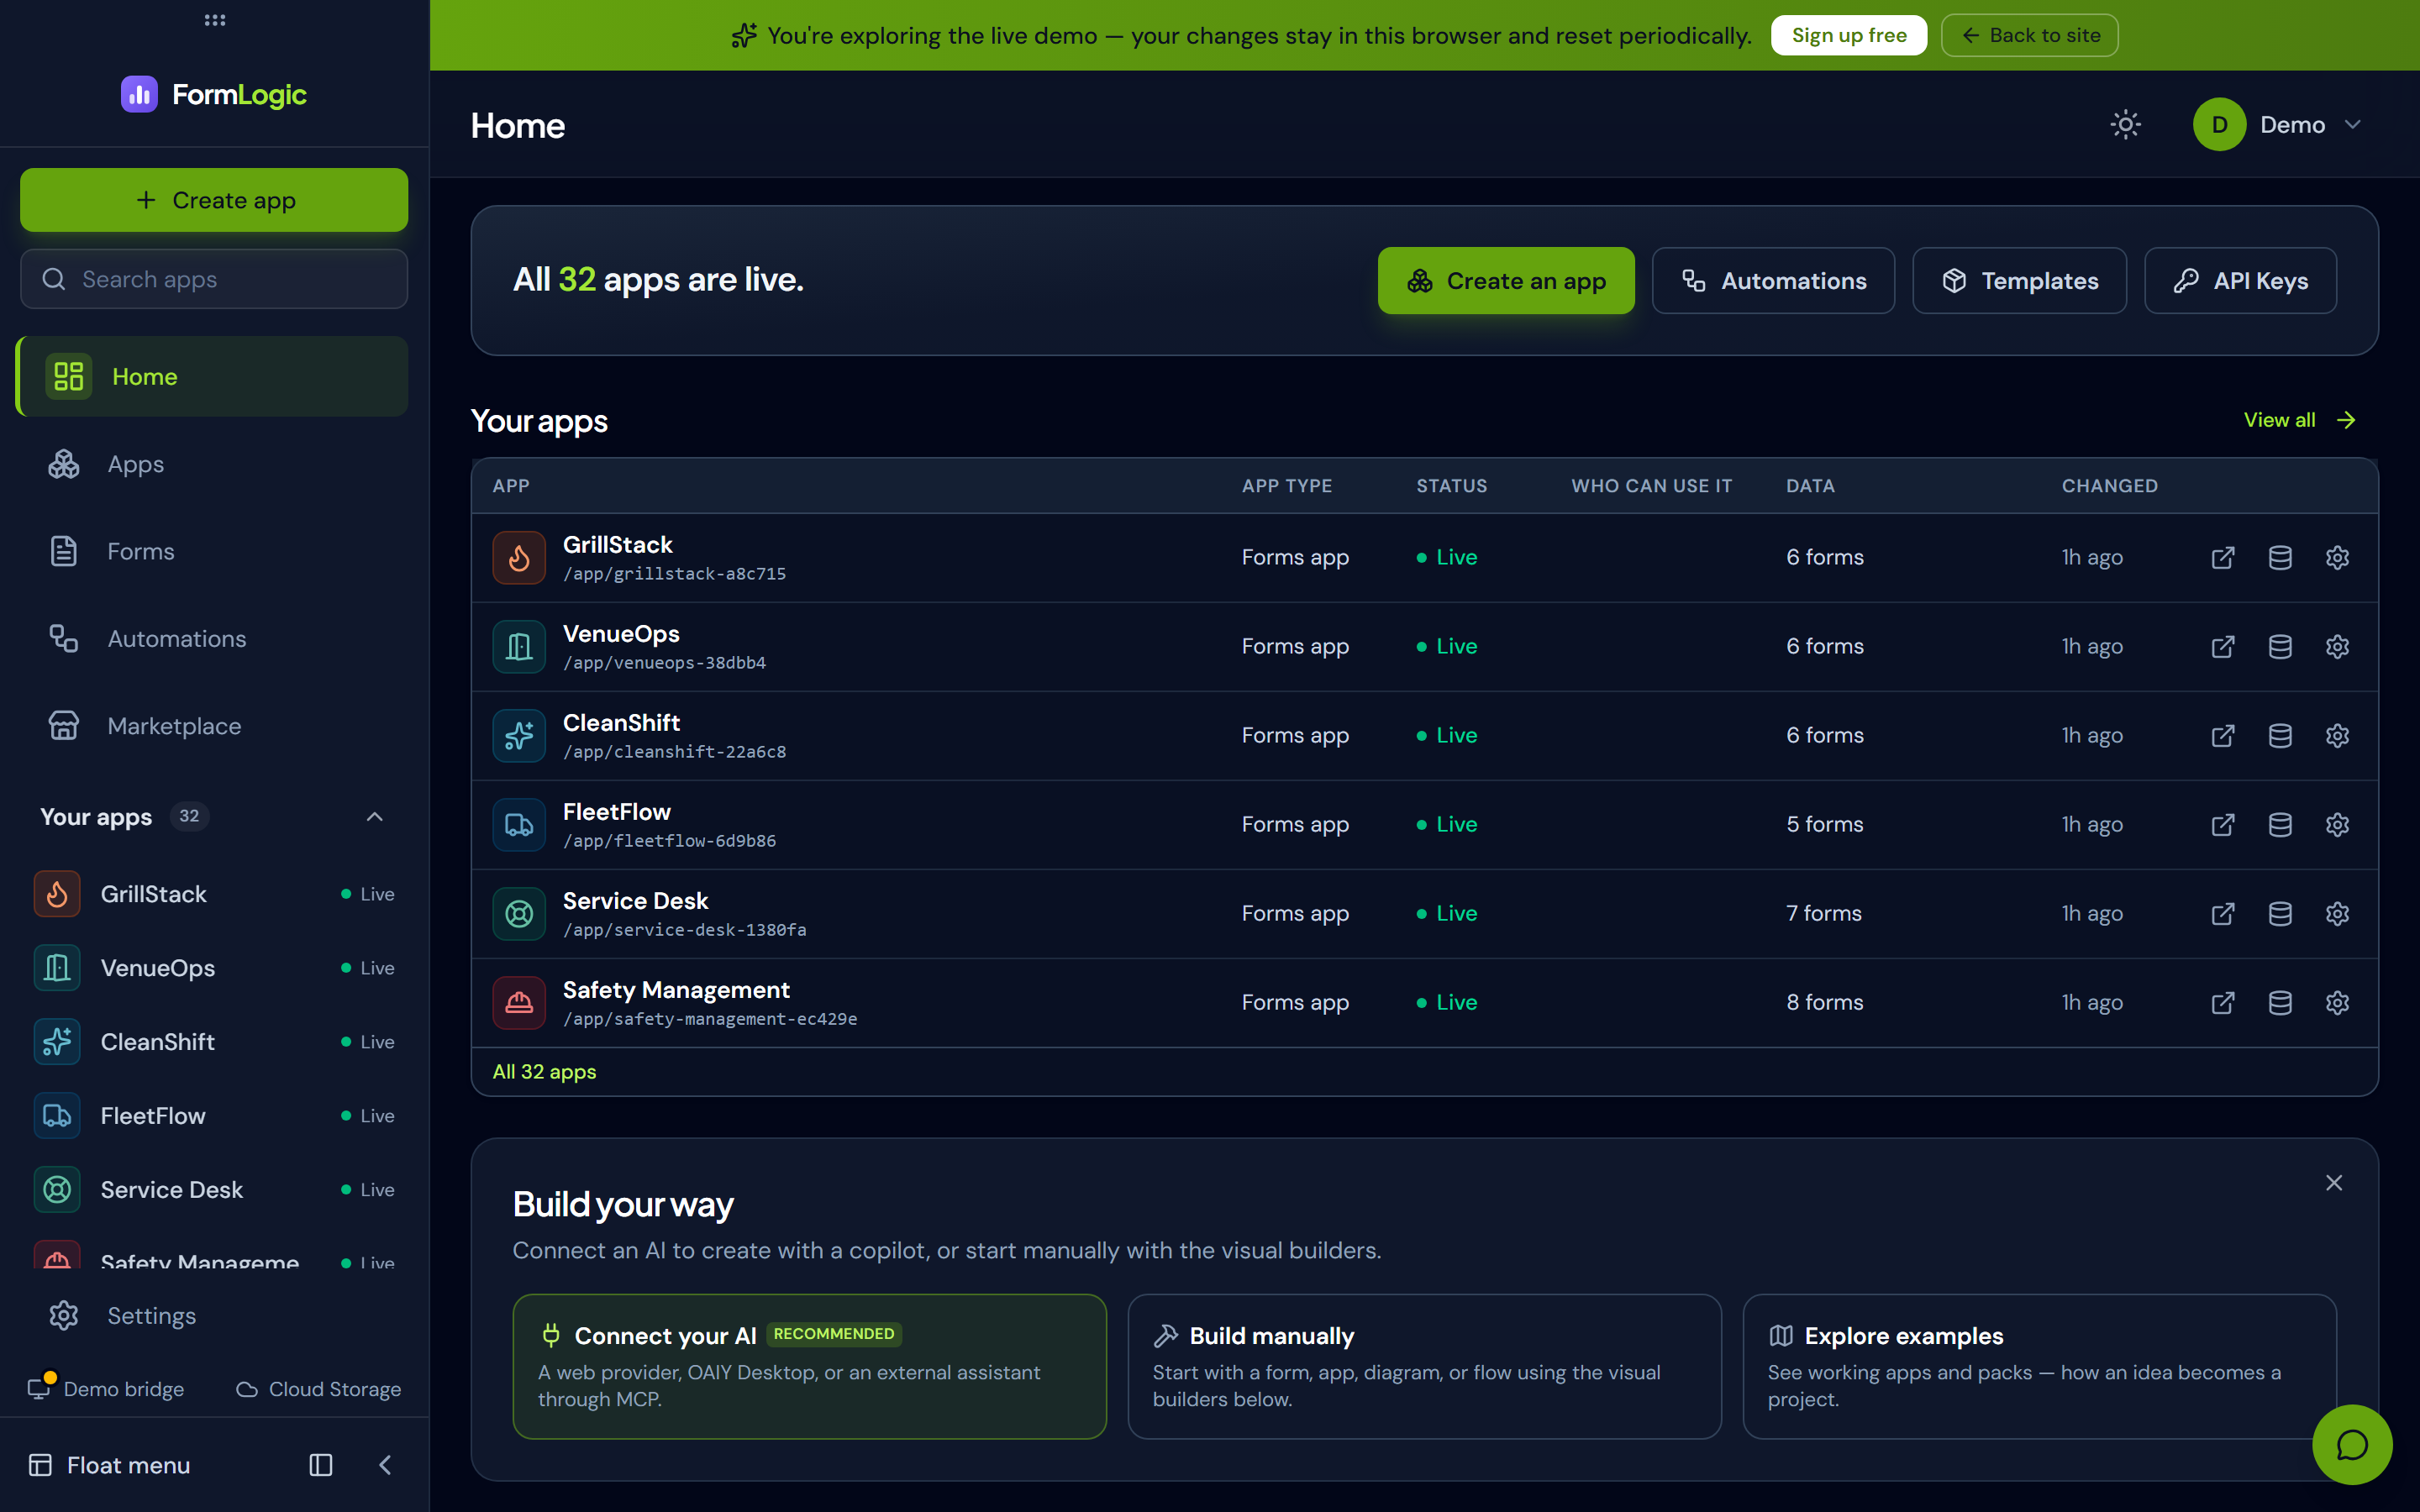 You're exploring the live demo — your changes stay in this browser and reset periodically.
Sign up free
Back to site
FormLogic
Create app
Search apps
Home
Apps
Forms
Automations
Marketplace
Your apps 32
GrillStack Live
VenueOps Live
CleanShift Live
FleetFlow Live
Service Desk Live
Safety Manageme Live
Settings
Demo bridge
Cloud Storage
Float menu
Home
D Demo
All 32 apps are live.
Create an app
Automations
Templates
API Keys
Your apps
View all
APP APP TYPE STATUS WHO CAN USE IT DATA CHANGED
GrillStack
/app/grillstack-a8c715
Forms app Live 6 forms 1h ago
VenueOps
/app/venueops-38dbb4
Forms app Live 6 forms 1h ago
CleanShift
/app/cleanshift-22a6c8
Forms app Live 6 forms 1h ago
FleetFlow
/app/fleetflow-6d9b86
Forms app Live 5 forms 1h ago
Service Desk
/app/service-desk-1380fa
Forms app Live 7 forms 1h ago
Safety Management
/app/safety-management-ec429e
Forms app Live 8 forms 1h ago
All 32 apps
Build your way
Connect an AI to create with a copilot, or start manually with the visual builders.
Connect your AI RECOMMENDED
A web provider, OAIY Desktop, or an external assistant
through MCP.
Build manually
Start with a form, app, diagram, or flow using the visual
builders below.
Explore examples
See working apps and packs — how an idea becomes a
project.